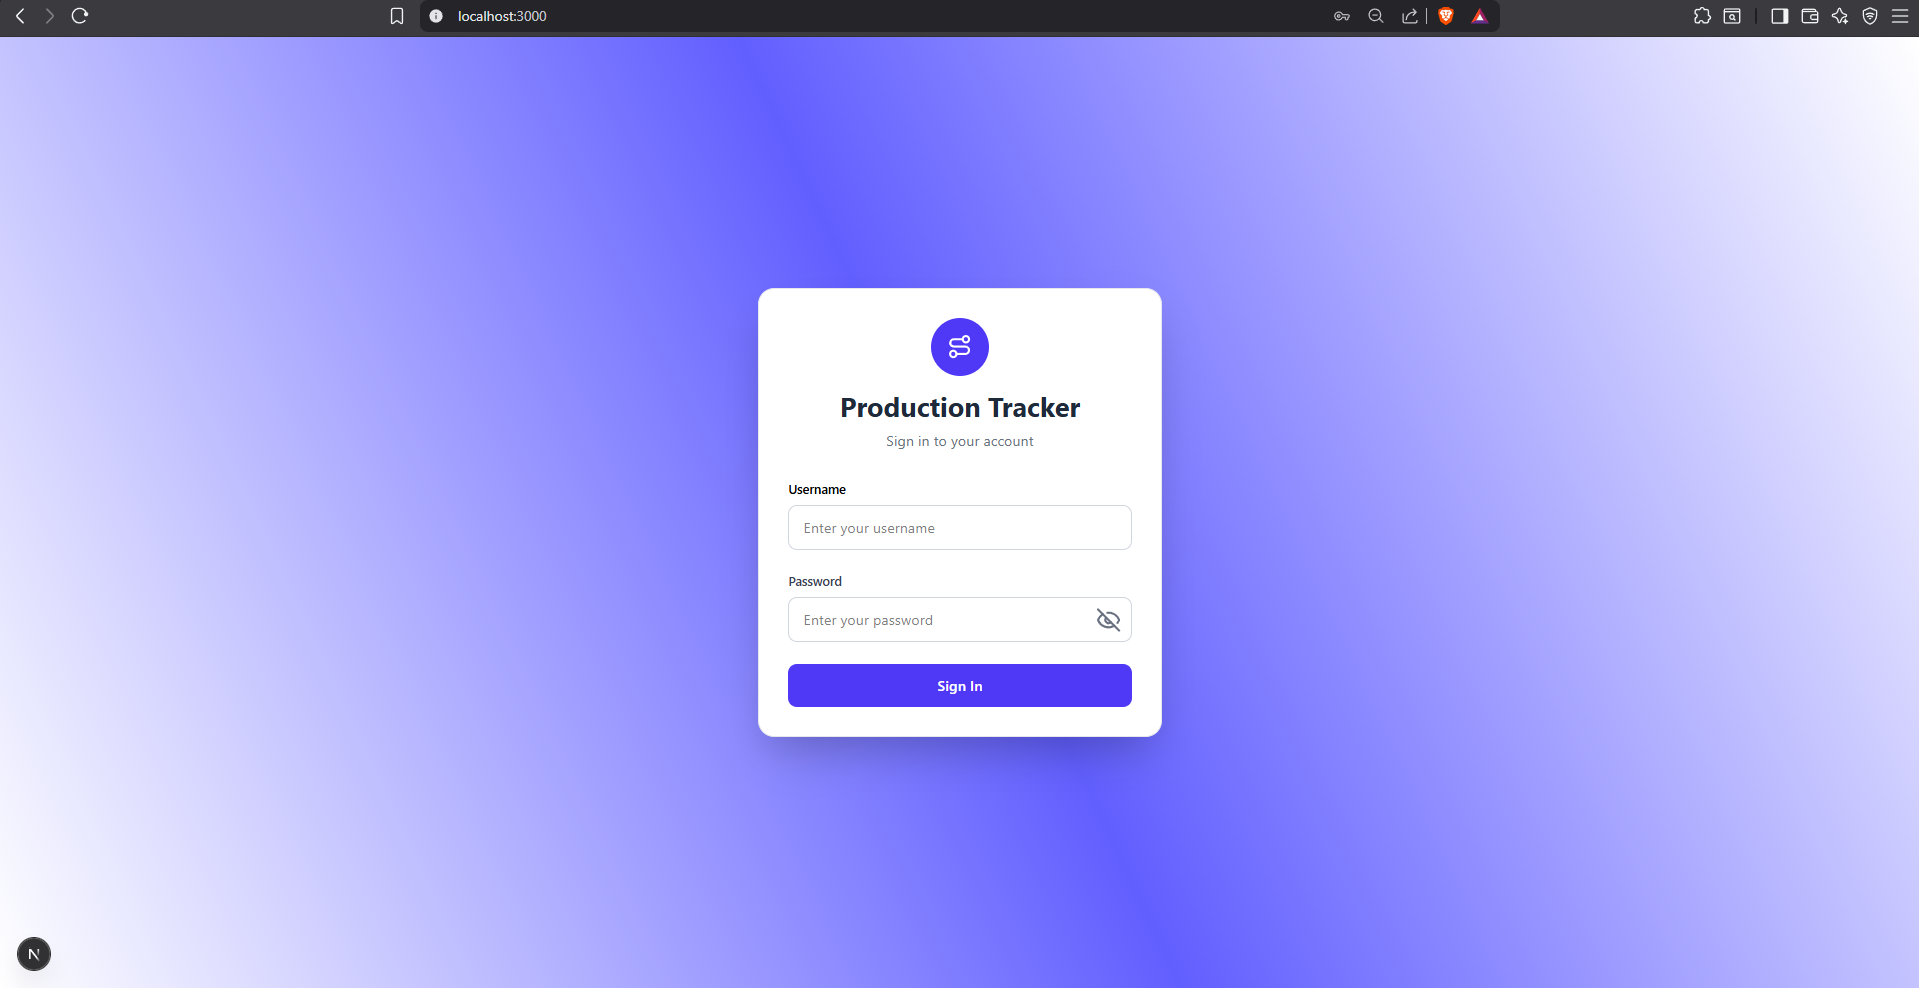 localhost:3000
Production Tracker
Sign in to your account
Username
Enter your username
Password
Enter your password
Sign In
N